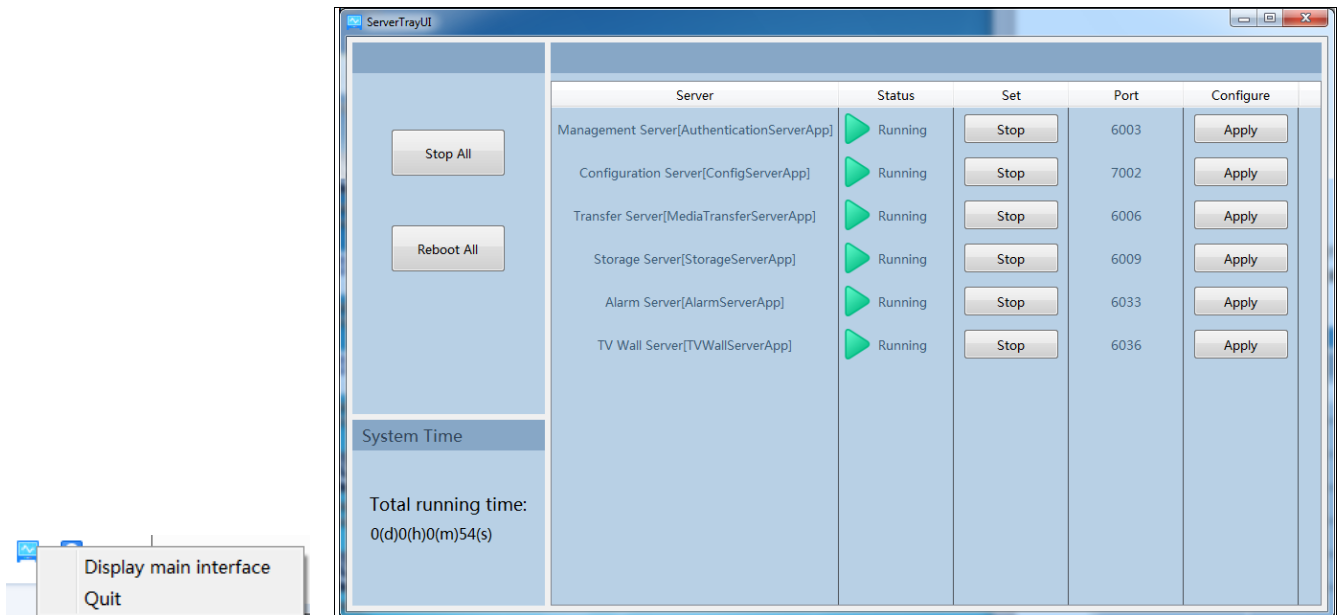 ServerTrayUI
Server Status Set Port Configure
Management Server[AuthenticationServerApp] Running Stop 6003 Apply
Configuration Server[ConfigServerApp] Running Stop 7002 Apply
Transfer Server[MediaTransferServerApp] Running Stop 6006 Apply
Storage Server[StorageServerApp] Running Stop 6009 Apply
Alarm Server[AlarmServerApp] Running Stop 6033 Apply
TV Wall Server[TVWallServerApp] Running Stop 6036 Apply
Stop All
Reboot All
System Time
Total running time:
0(d)0(h)0(m)54(s)
Display main interface
Quit